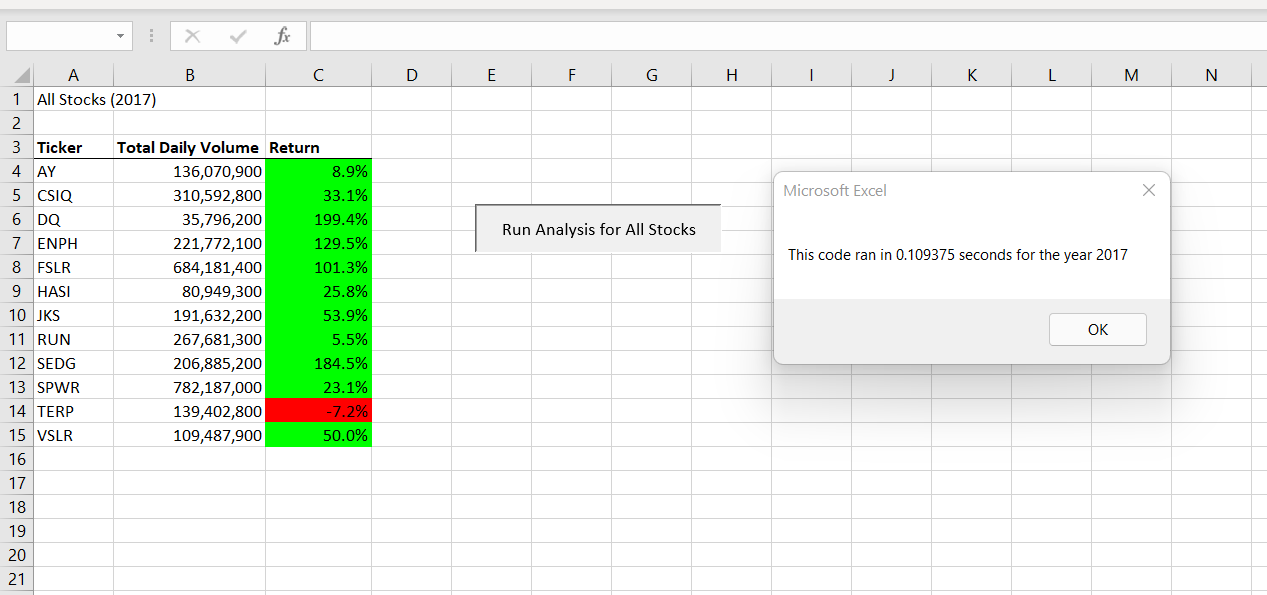 fx
A B C D E F G H I J K L M N
1 All Stocks (2017)
2
3 Ticker Total Daily Volume Return
4 AY 136,070,900 8.9%
5 CSIQ 310,592,800 33.1%
6 DQ 35,796,200 199.4%
7 ENPH 221,772,100 129.5%
8 FSLR 684,181,400 101.3%
9 HASI 80,949,300 25.8%
10 JKS 191,632,200 53.9%
11 RUN 267,681,300 5.5%
12 SEDG 206,885,200 184.5%
13 SPWR 782,187,000 23.1%
14 TERP 139,402,800 -7.2%
15 VSLR 109,487,900 50.0%
16
17
18
19
20
21
Run Analysis for All Stocks
Microsoft Excel
This code ran in 0.109375 seconds for the year 2017
OK